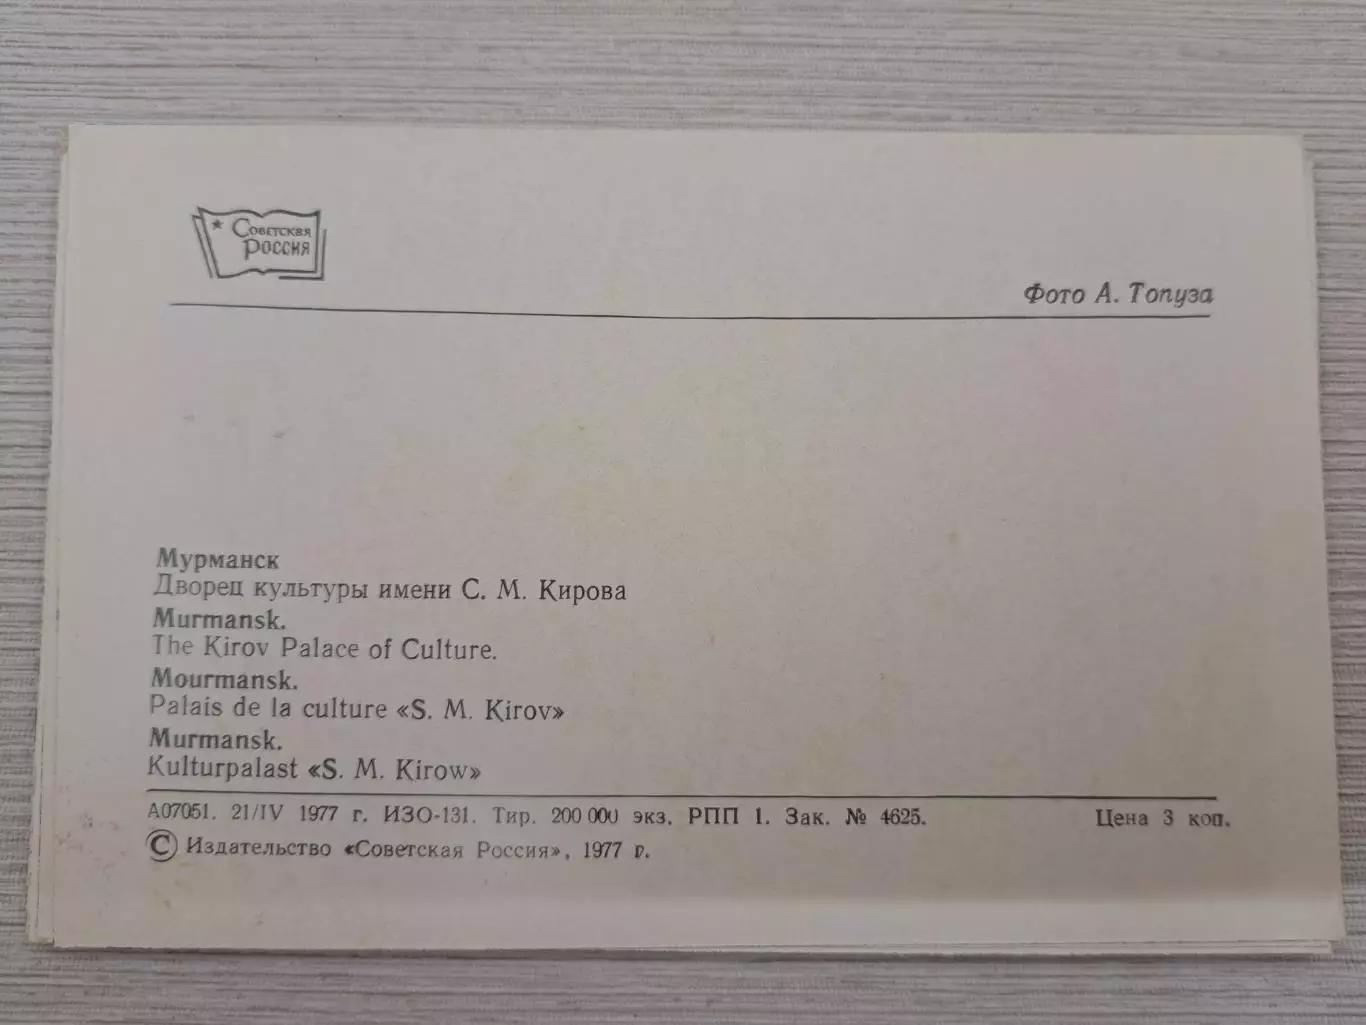 Советская
Россия
Фото А. Топуза
Мурманск
Дворец культуры имени С. М. Кирова
Murmansk.
The Kirov Palace of Culture.
Mourmansk.
Palais de la culture «S. M. Kirov»
Murmansk.
Kulturpalast «S. M. Kirow»
А07051. 21/IV 1977 г. ИЗО-131. Тир. 200 000 экз. РПП 1. Зак. № 4625. Цена 3 коп.
© Издательство «Советская Россия», 1977 г.